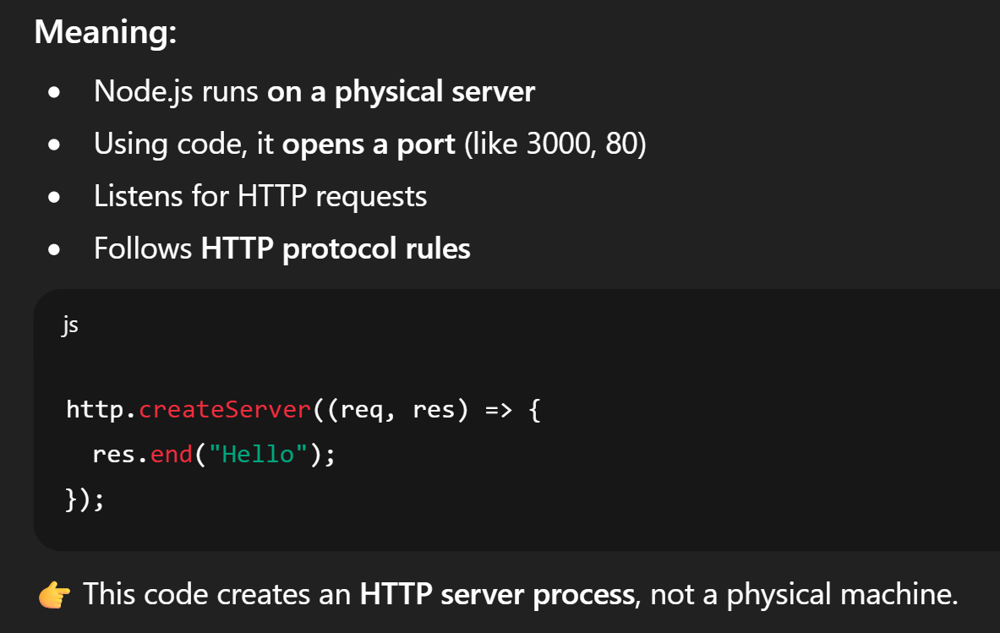 Meaning:
• Node.js runs on a physical server
• Using code, it opens a port (like 3000, 80)
• Listens for HTTP requests
• Follows HTTP protocol rules
js
http.createServer((req, res) => {
  res.end("Hello");
});
👉 This code creates an HTTP server process, not a physical machine.